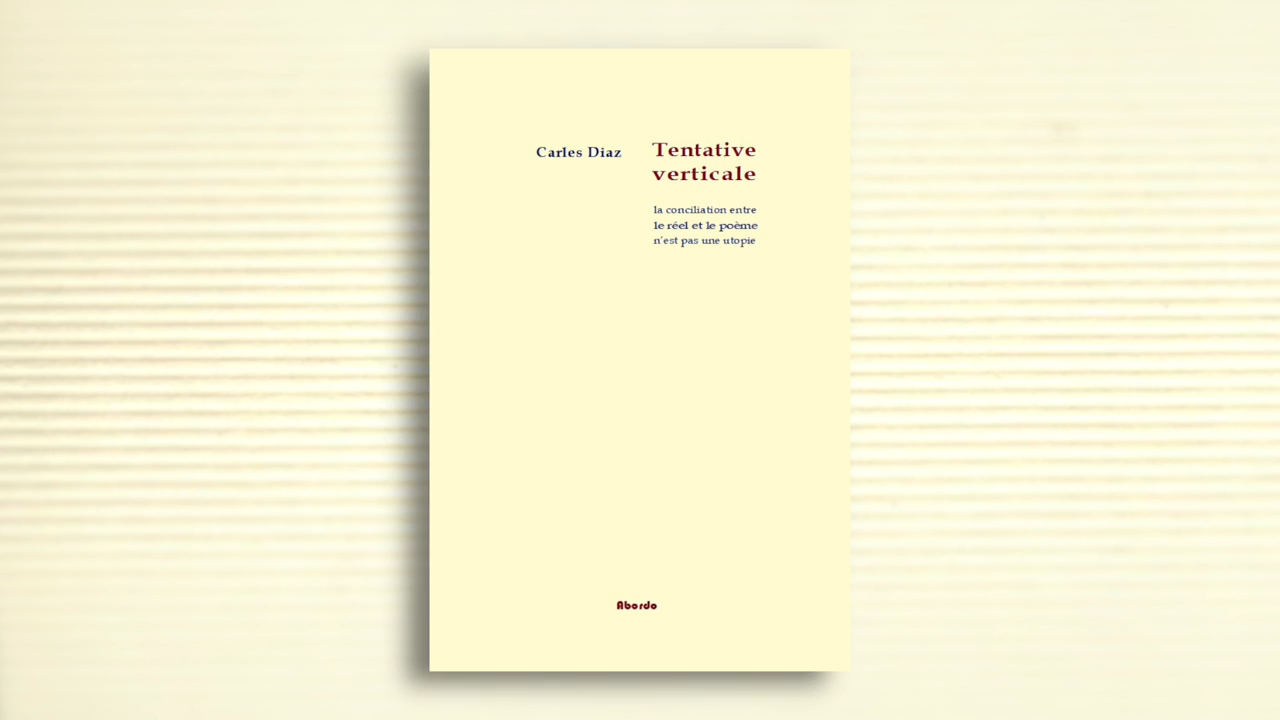 Carles Diaz
Tentative
verticale
la conciliation entre
le réel et le poème
n'est pas une utopie
Abordo